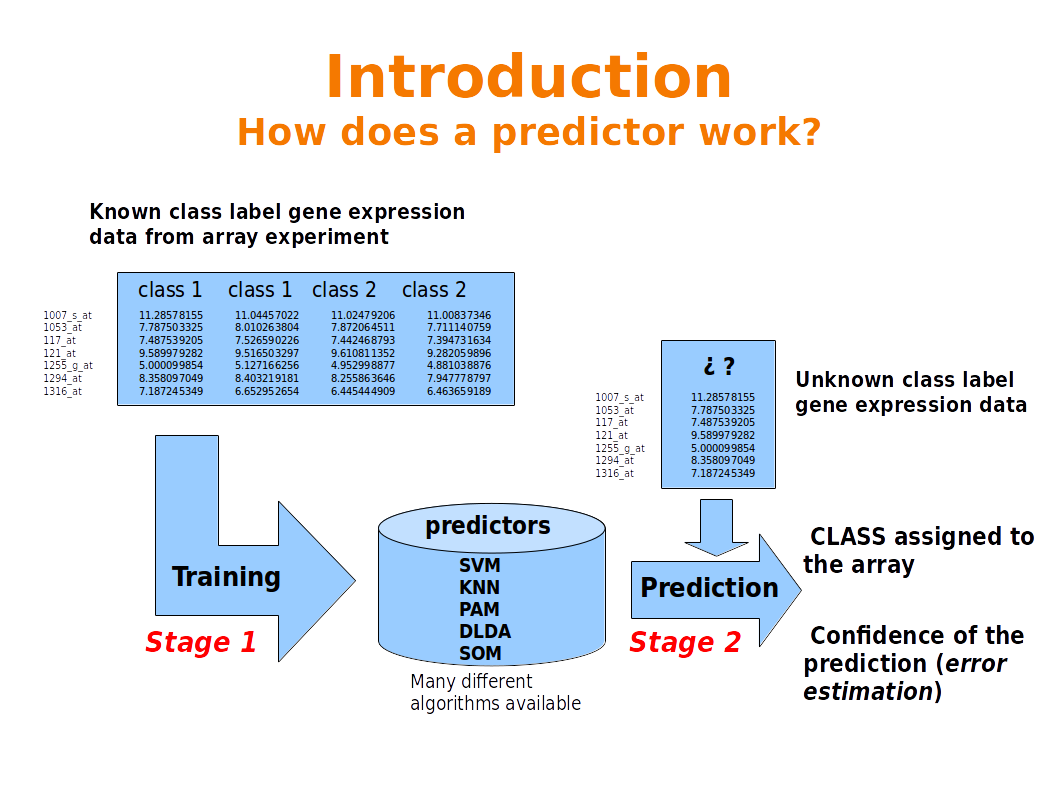 Introduction
How does a predictor work?
Known class label gene expression
data from array experiment
class 1 class 1 class 2 class 2
1007_s_at 11.28578155 11.04457022 11.02479206 11.00837346
1053_at 7.787503325 8.010263804 7.872064511 7.711140759
117_at 7.487539205 7.526590226 7.442468793 7.394731634
121_at 9.589979282 9.516503297 9.610811352 9.282059896
1255_g_at 5.000099854 5.127166256 4.952998877 4.881038876
1294_at 8.358097049 8.403219181 8.255863646 7.947778797
1316_at 7.187245349 6.652952654 6.445444909 6.463659189
¿ ?
1007_s_at 11.28578155
1053_at 7.787503325
117_at 7.487539205
121_at 9.589979282
1255_g_at 5.000099854
1294_at 8.358097049
1316_at 7.187245349
Unknown class label
gene expression data
Training
Stage 1
predictors
SVM
KNN
PAM
DLDA
SOM
Many different
algorithms available
Prediction
Stage 2
CLASS assigned to
the array
Confidence of the
prediction (error
estimation)